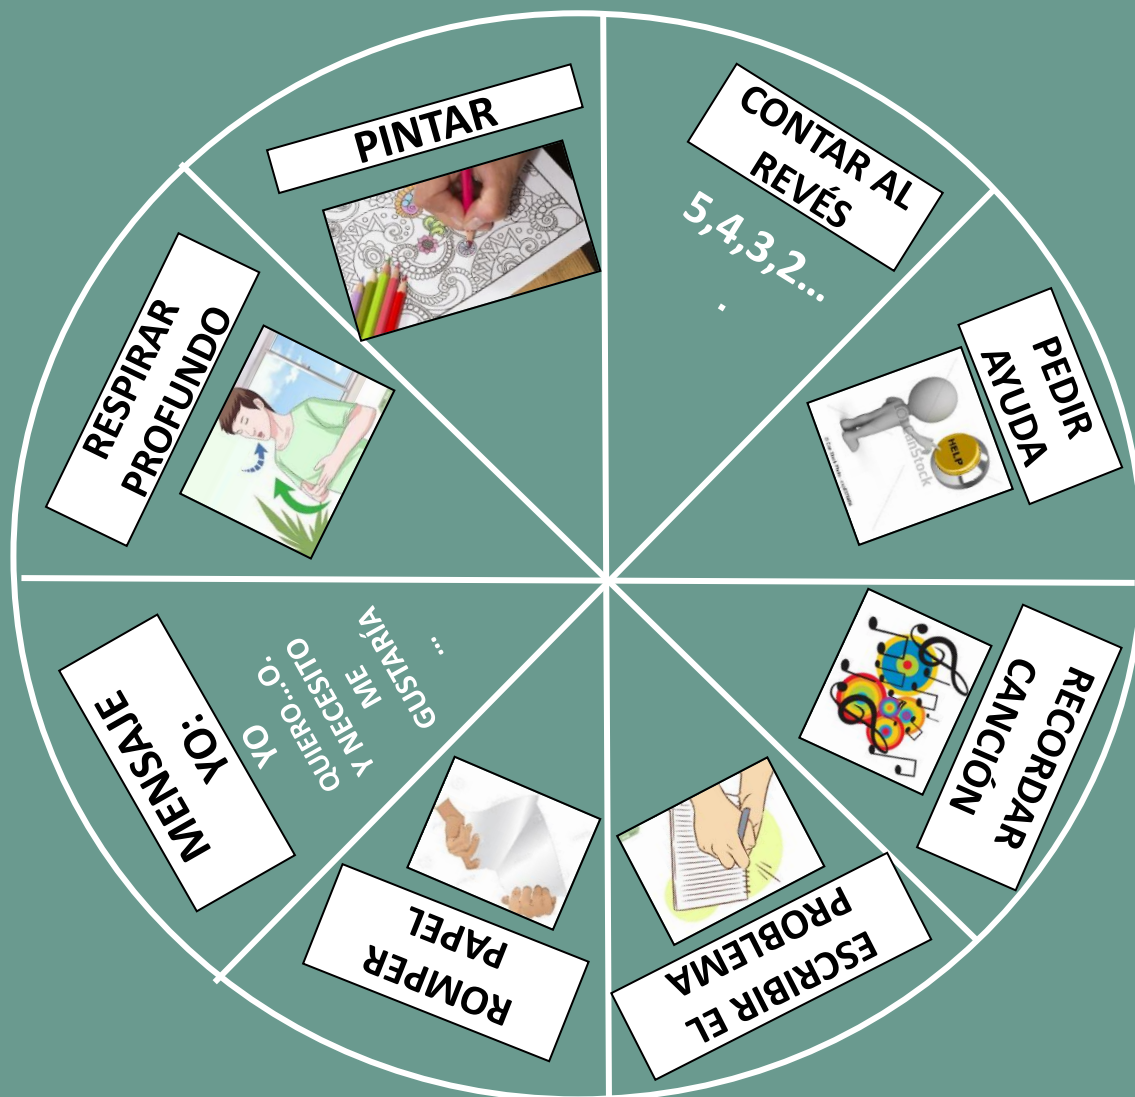 PINTAR
CONTAR AL
REVÉS
5,4,3,2...
.
PEDIR
AYUDA
HELP
RECORDAR
CANCIÓN
ESCRIBIR EL
PROBLEMA
ROMPER
PAPEL
MENSAJE
YO:
YO
QUIERO...O.
Y NECESITO
ME
GUSTARÍA
...
RESPIRAR
PROFUNDO